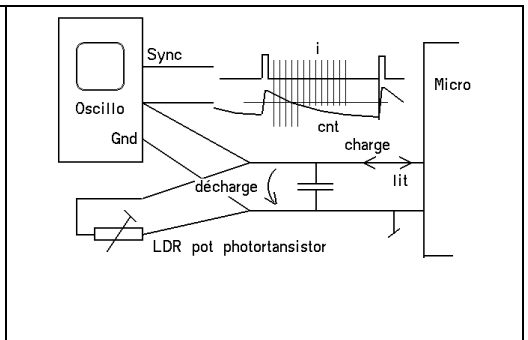 Sync
i
Oscillo
Micro
cnt
Gnd
charge
décharge
lit
LDR pot photortansistor